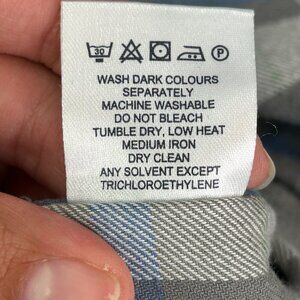 30 P
WASH DARK COLOURS
SEPARATELY
MACHINE WASHABLE
DO NOT BLEACH
TUMBLE DRY, LOW HEAT
MEDIUM IRON
DRY CLEAN
ANY SOLVENT EXCEPT
TRICHLOROETHYLENE